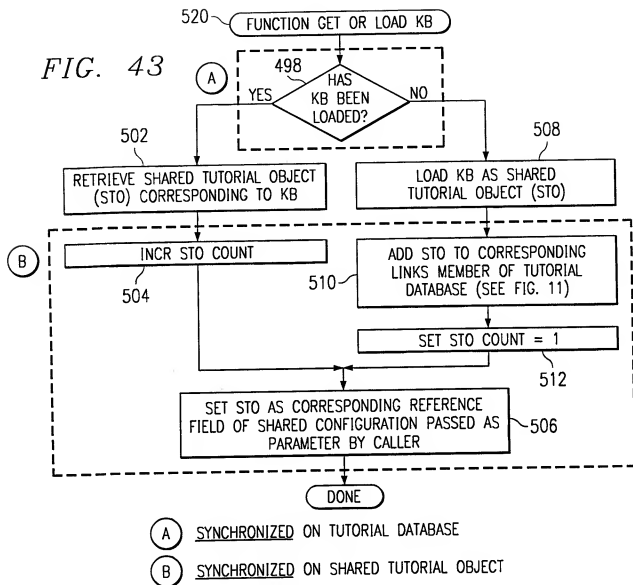 520
FUNCTION GET OR LOAD KB
FIG. 43
A
498
HAS
KB BEEN
LOADED?
YES
NO
502
RETRIEVE SHARED TUTORIAL OBJECT
(STO) CORRESPONDING TO KB
508
LOAD KB AS SHARED
TUTORIAL OBJECT (STO)
B
INCR STO COUNT
504
510
ADD STO TO CORRESPONDING
LINKS MEMBER OF TUTORIAL
DATABASE (SEE FIG. 11)
SET STO COUNT = 1
512
SET STO AS CORRESPONDING REFERENCE
FIELD OF SHARED CONFIGURATION PASSED AS
PARAMETER BY CALLER
506
DONE
A SYNCHRONIZED ON TUTORIAL DATABASE
B SYNCHRONIZED ON SHARED TUTORIAL OBJECT